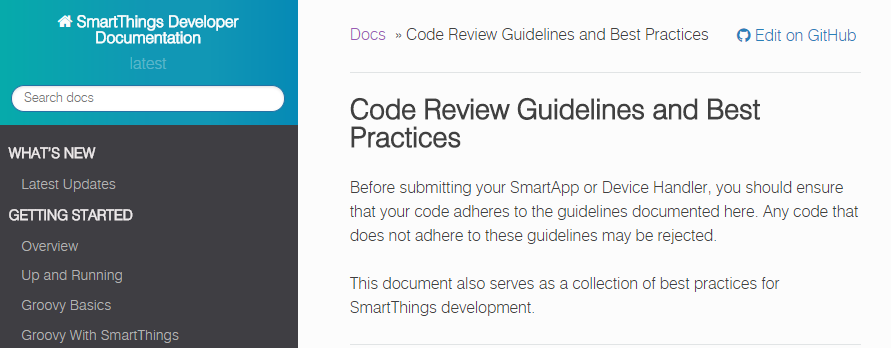 SmartThings Developer
Documentation
latest
Search docs
WHAT'S NEW
Latest Updates
GETTING STARTED
Overview
Up and Running
Groovy Basics
Groovy With SmartThings
Docs » Code Review Guidelines and Best Practices
Edit on GitHub
Code Review Guidelines and Best
Practices
Before submitting your SmartApp or Device Handler, you should ensure
that your code adheres to the guidelines documented here. Any code that
does not adhere to these guidelines may be rejected.
This document also serves as a collection of best practices for
SmartThings development.